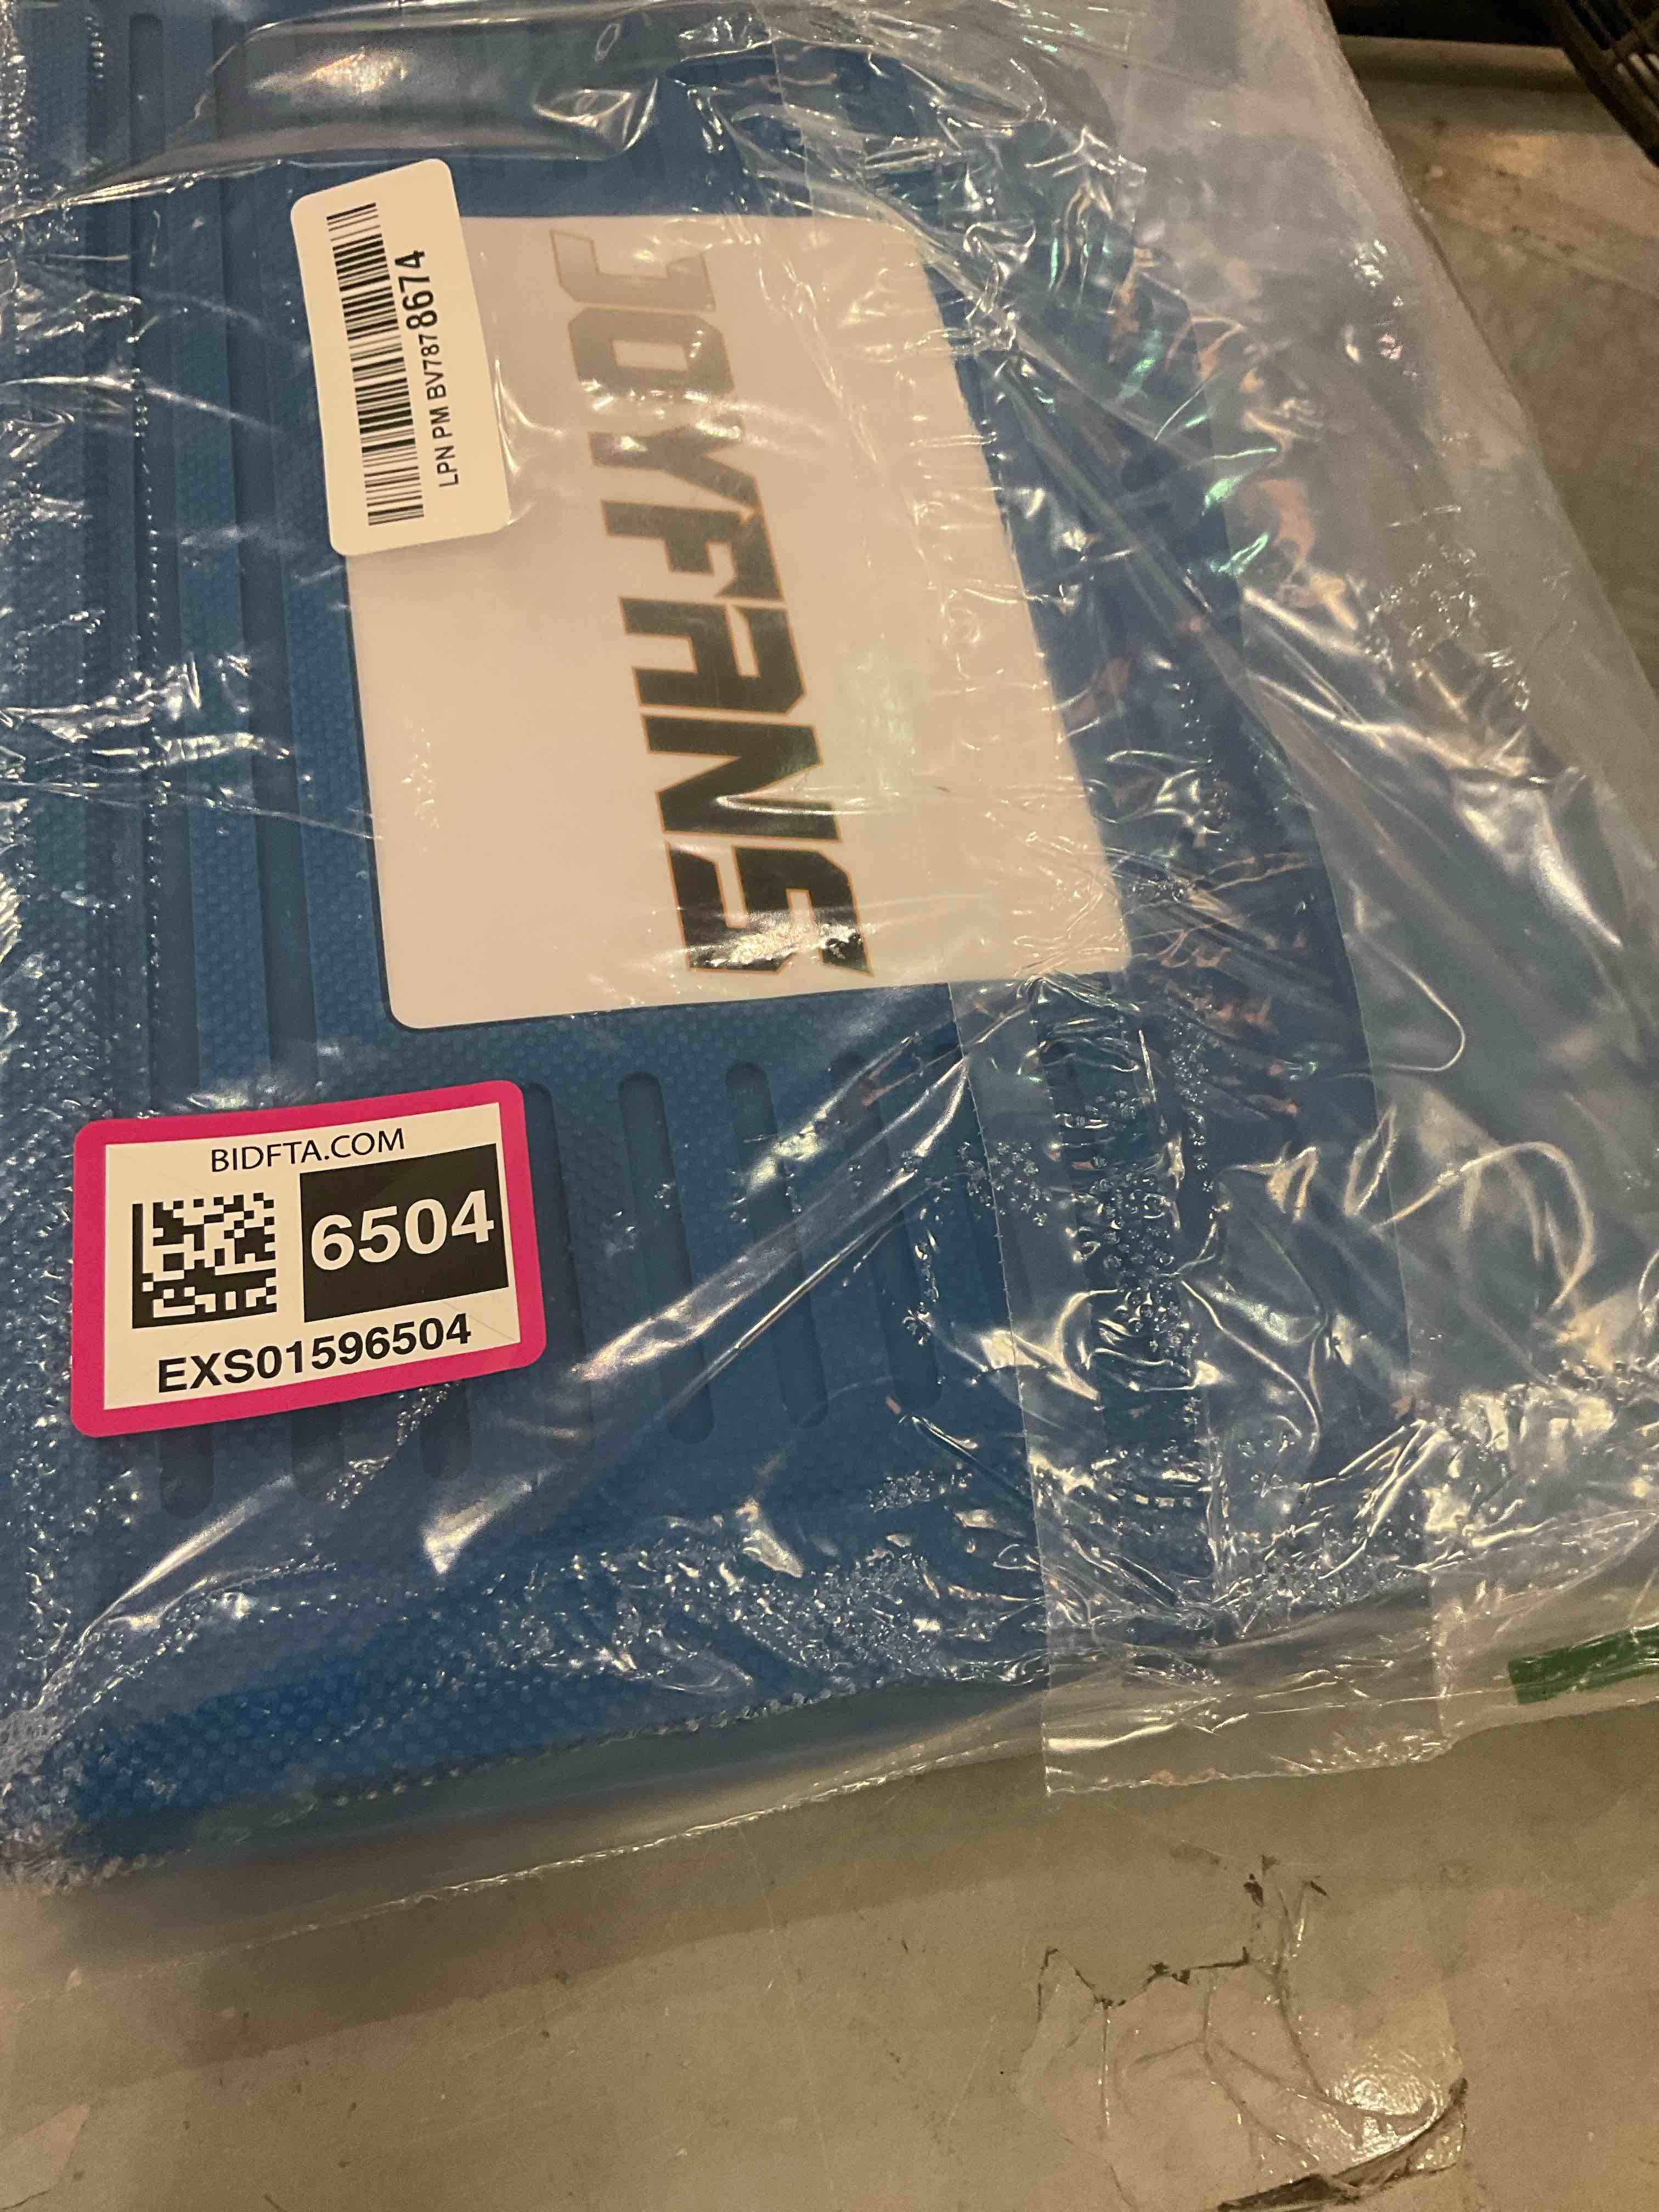 LPN PM BV787 8674
JOYFANS
BIDFTA.COM
6504
EXS01596504